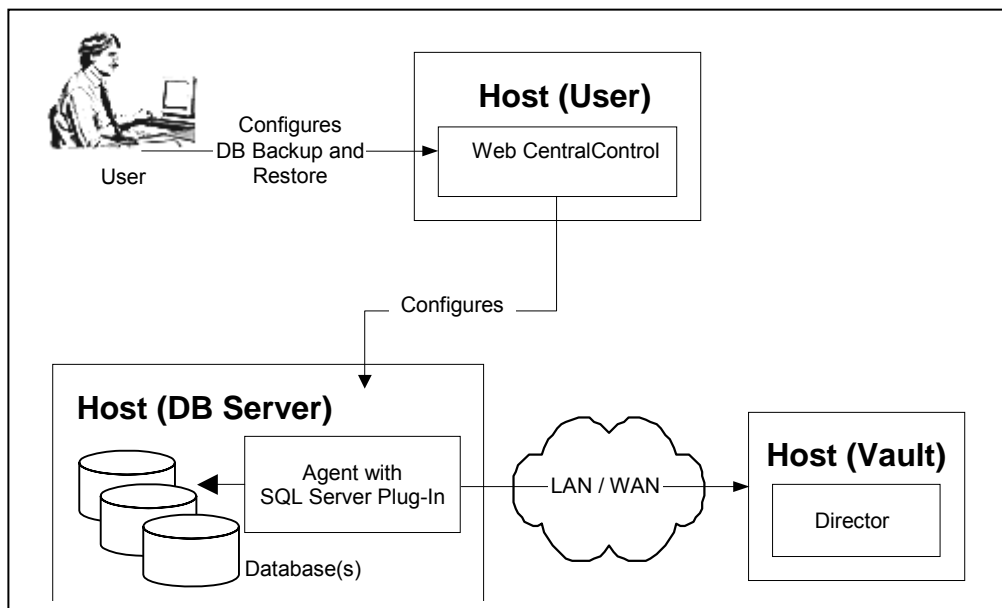 Host (User)
Web CentralControl
Configures
DB Backup and
Restore
User
Configures
Host (DB Server)
Agent with
SQL Server Plug-In
Database(s)
LAN / WAN
Host (Vault)
Director